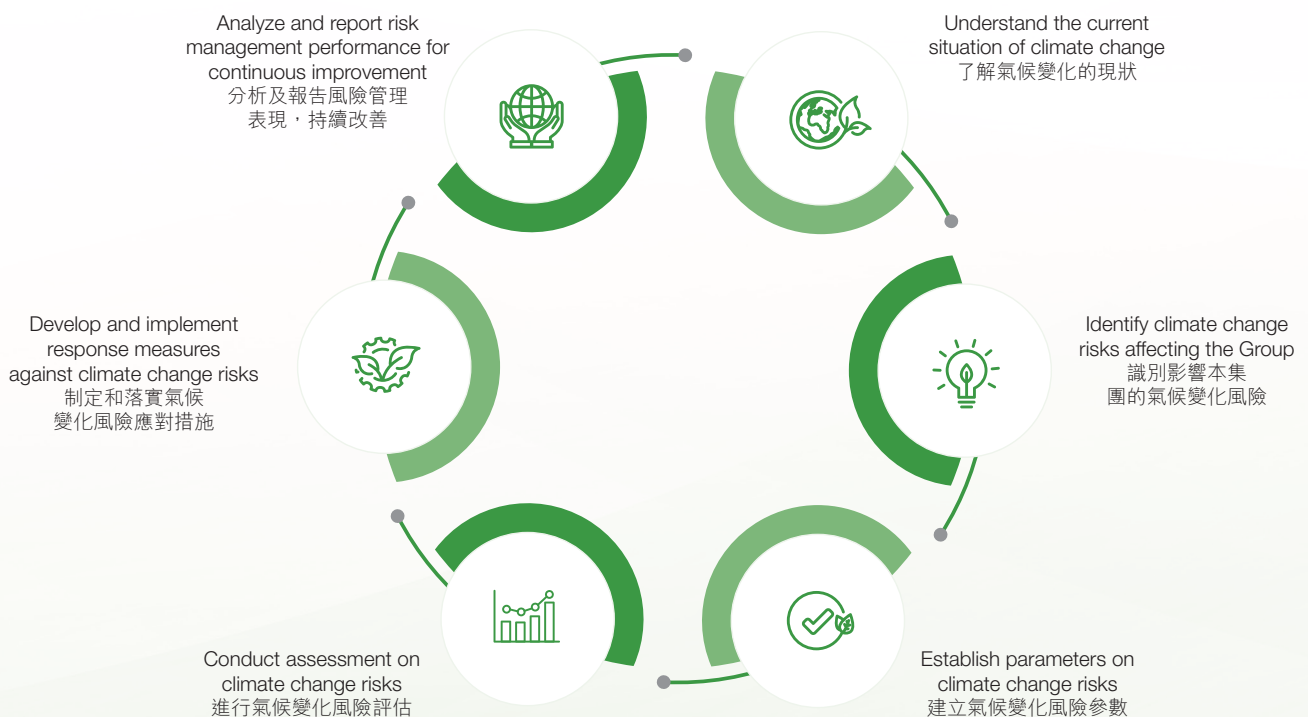 Analyze and report risk
management performance for
continuous improvement
分析及報告風險管理
表現，持續改善
Understand the current
situation of climate change
了解氣候變化的現狀
Identify climate change
risks affecting the Group
識別影響本集
團的氣候變化風險
Establish parameters on
climate change risks
建立氣候變化風險參數
Conduct assessment on
climate change risks
進行氣候變化風險評估
Develop and implement
response measures
against climate change risks
制定和落實氣候
變化風險應對措施